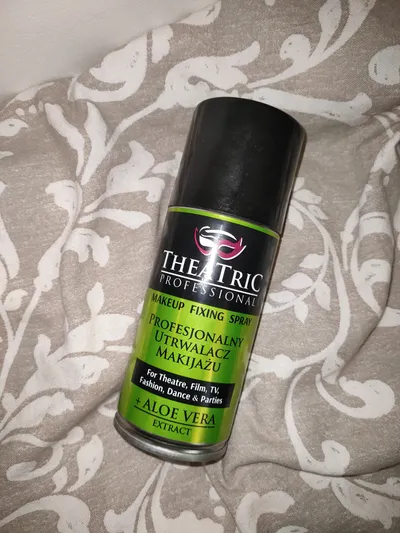 TheaTric
PROFESSIONAL
MAKEUP FIXING SPRAY
PROFESJONALNY
UTRWALACZ
MAKIJAŻU
For Theatre, Film, TV,
Fashion, Dance & Parties
+ ALOE VERA
EXTRACT